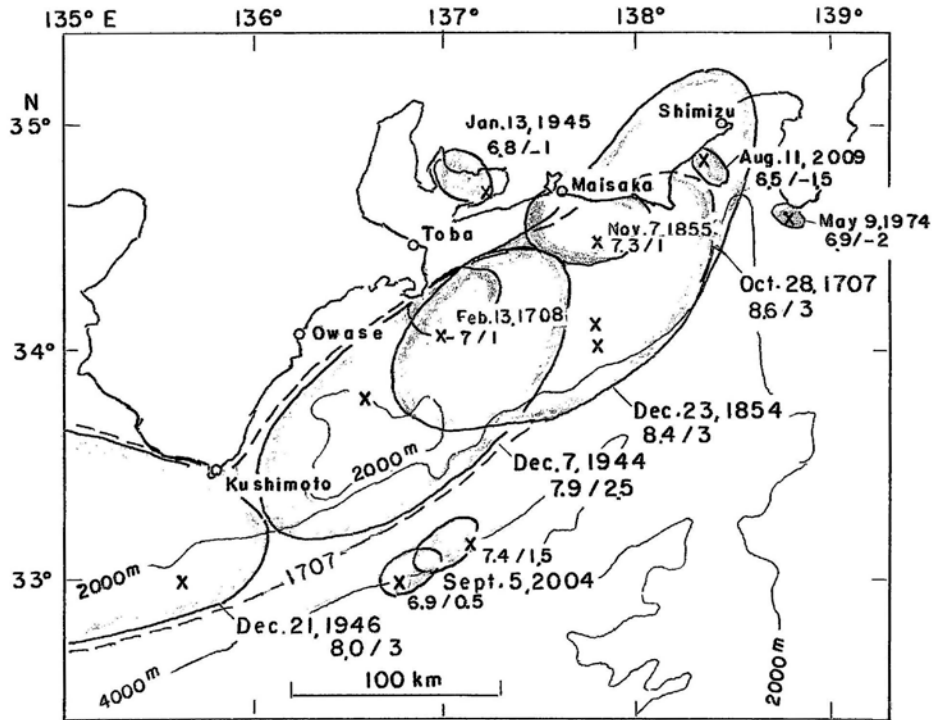 135° E
136°
137°
138°
139°
N
35°
34°
33°
Jan. 13, 1945
6.8/-1
Shimizu
Aug. 11, 2009
6.5/-1.5
Maisaka
May 9, 1974
6.9/-2
Toba
Nov. 7, 1855
7.3/1
Oct. 28, 1707
8.6/3
Feb. 13, 1708
-7/1
Owase
Dec. 23, 1854
8.4/3
2000m
Dec. 7, 1944
7.9/2.5
Kushimoto
7.4/1.5
1707
Sept. 5, 2004
6.9/0.5
2000m
Dec. 21, 1946
8.0/3
4000m
100 km
2000m